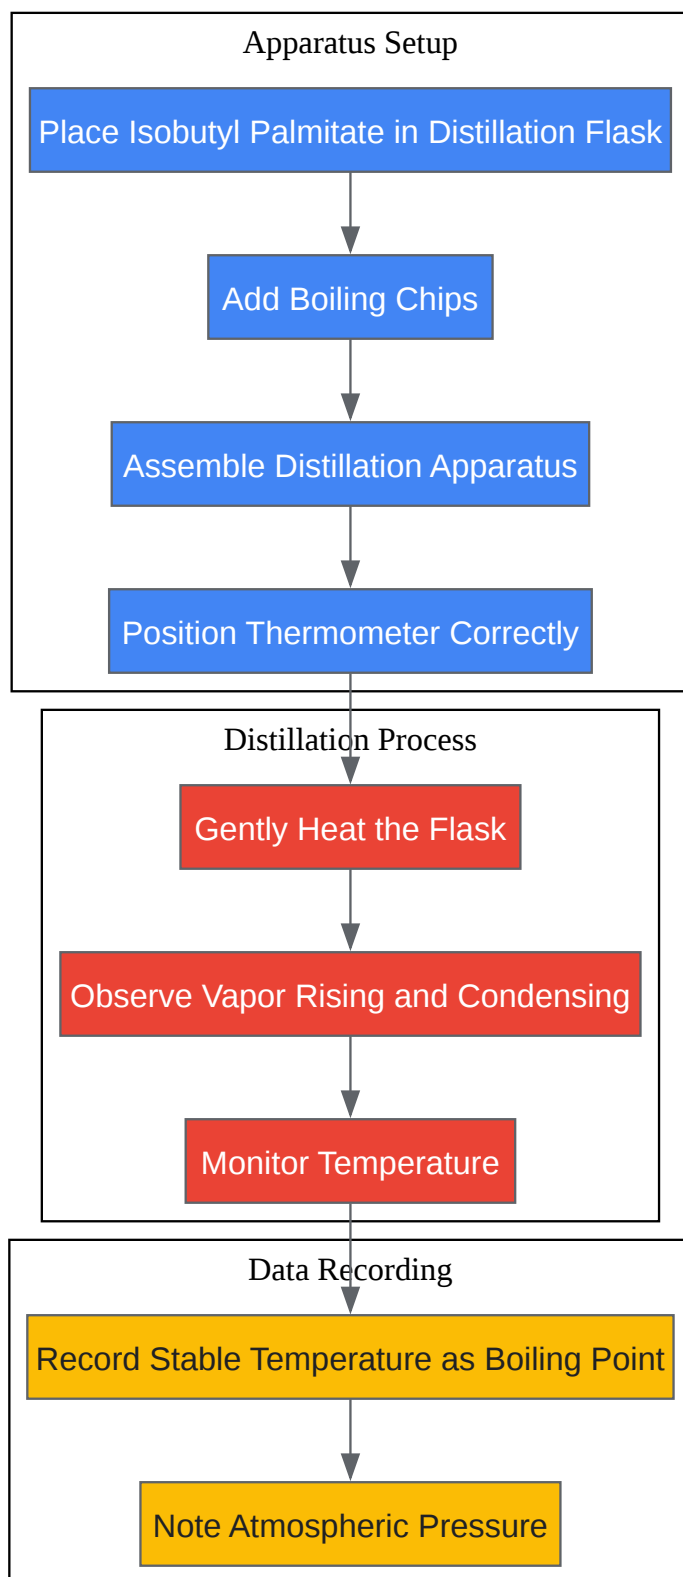 Apparatus Setup
Place Isobutyl Palmitate in Distillation Flask
Add Boiling Chips
Assemble Distillation Apparatus
Position Thermometer Correctly
Distillation Process
Gently Heat the Flask
Observe Vapor Rising and Condensing
Monitor Temperature
Data Recording
Record Stable Temperature as Boiling Point
Note Atmospheric Pressure